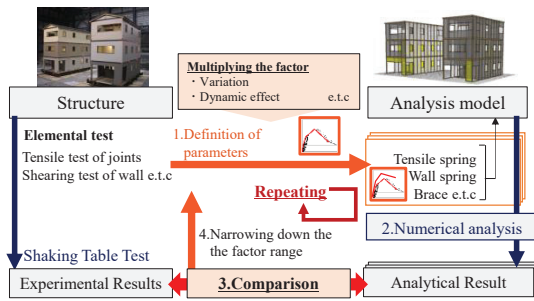 Multiplying the factor
・Variation
・Dynamic effect e.t.c
Structure
Analysis model
Elemental test
Tensile test of joints
Shearing test of wall e.t.c
1.Definition of
parameters
Tensile spring
Wall spring
Brace e.t.c
Repeating
4.Narrowing down the
the factor range
2.Numerical analysis
Shaking Table Test
Experimental Results
3.Comparison
Analytical Result